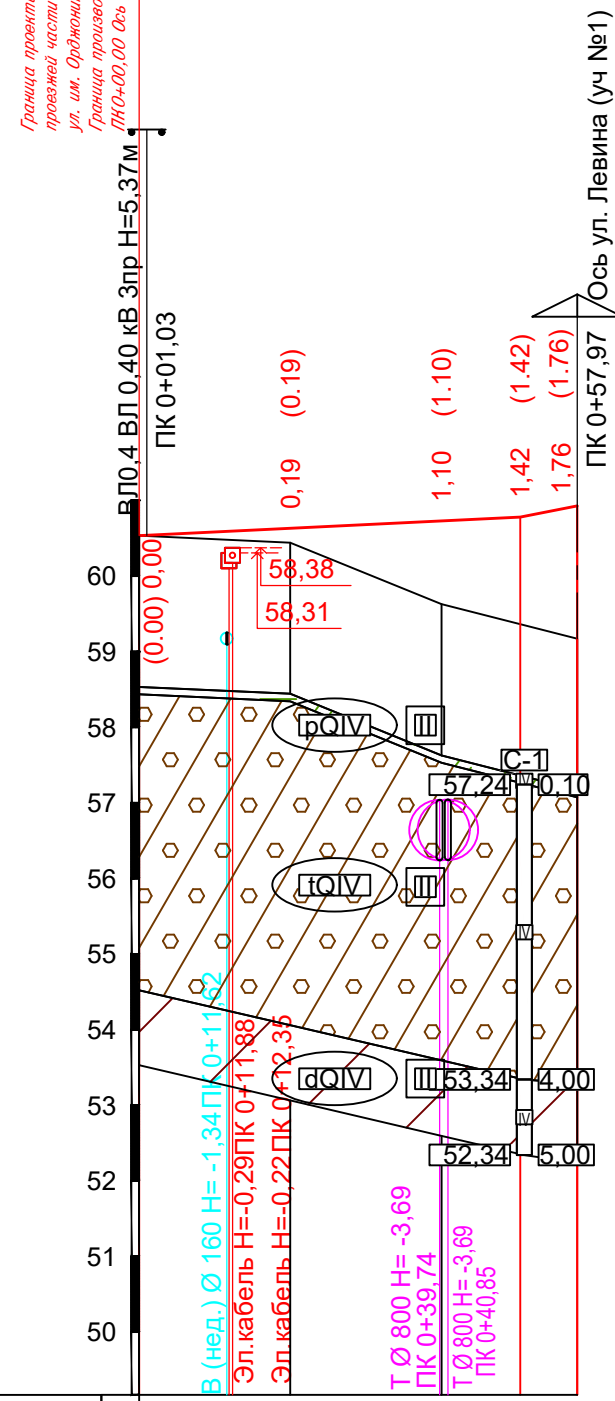 Граница проект
проезжей части
ул. им. Орджони
Граница произво
ПК0+00,00 Ось
ВЛ0,4 ВЛ 0,40 кВ 3пр Н=5,37м
ПК 0+01,03
Ось ул. Левина (уч №1)
ПК 0+57,97
(0.00) 0,00
0,19 (0.19)
1,10 (1.10)
1,42 (1.42)
1,76 (1.76)
58,38
58,31
60
59
58
57
56
55
54
53
52
51
50
pQIV
III
tQIV
III
dQIV
III
C-1
IV
57,24
0,10
IV
53,34
4,00
IV
52,34
5,00
В (нед.) Ø 160 Н= -1,34 ПК 0+11,62
Эл.кабель Н=-0,29 ПК 0+11,88
Эл.кабель Н=-0,22 ПК 0+12,35
Т Ø 800 Н= -3,69
ПК 0+39,74
Т Ø 800 Н= -3,69
ПК 0+40,85